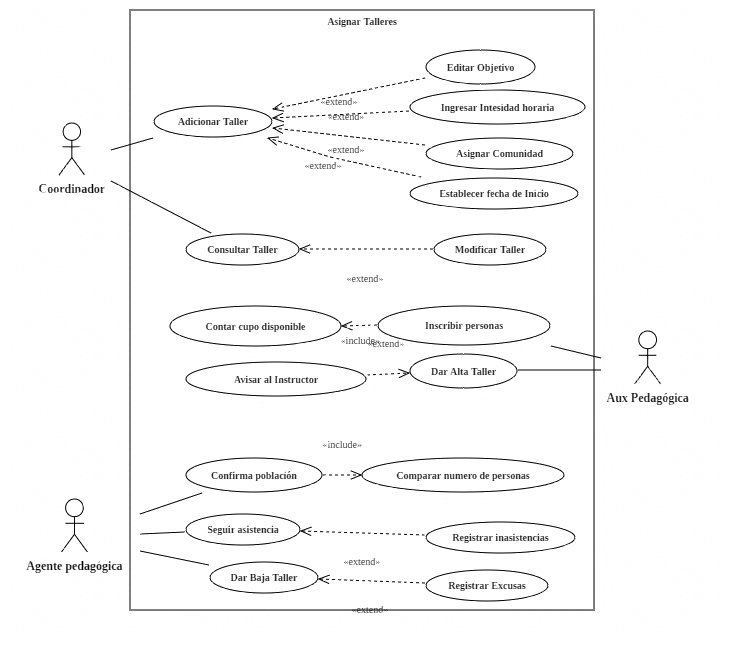 Asignar Talleres
Editar Objetivo
«extend»
Ingresar Intesidad horaria
«extend»
Adicionar Taller
Asignar Comunidad
«extend»
«extend»
Establecer fecha de Inicio
Coordinador
Consultar Taller
Modificar Taller
«extend»
Contar cupo disponible
Inscribir personas
«include»
«extend»
Avisar al Instructor
Dar Alta Taller
Aux Pedagógica
«include»
Confirma población
Comparar numero de personas
Seguir asistencia
Registrar inasistencias
Agente pedagógica
«extend»
Dar Baja Taller
Registrar Excusas
«extend»